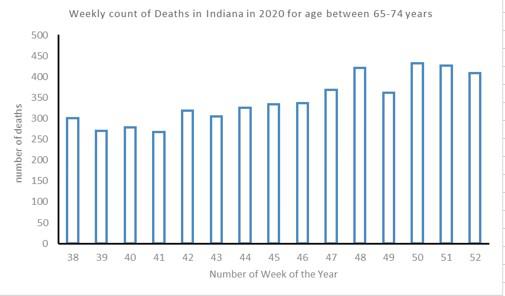 Weekly count of Deaths in Indiana in 2020 for age between 65-74 years
500
450
400
350
300
250
200
150
100
50
0
number of deaths
38 39 40 41 42 43 44 45 46 47 48 49 50 51 52
Number of Week of the Year